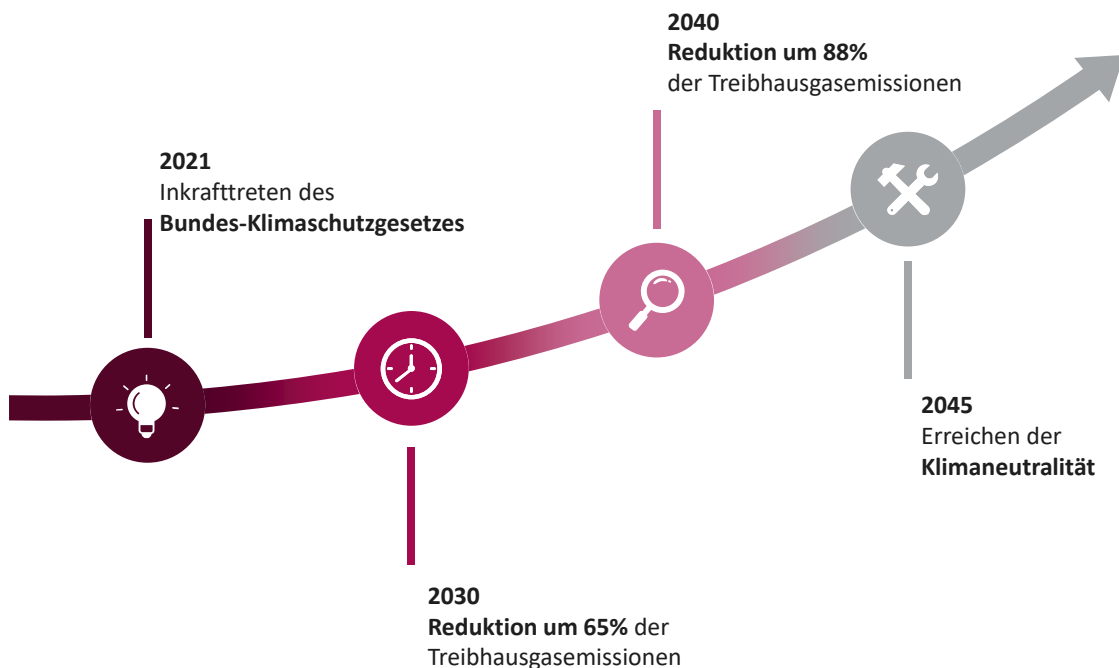 2021
Inkrafttreten des
Bundes-Klimaschutzgesetzes
2030
Reduktion um 65% der
Treibhausgasemissionen
2040
Reduktion um 88%
der Treibhausgasemissionen
2045
Erreichen der
Klimaneutralität